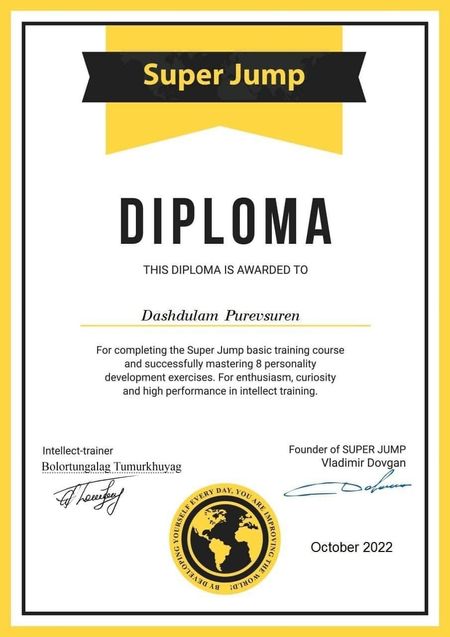 Super Jump
DIPLOMA
THIS DIPLOMA IS AWARDED TO
Dashdulam Purevsuren
For completing the Super Jump basic training course
and successfully mastering 8 personality
development exercises. For enthusiasm, curiosity
and high performance in intellect training.
Intellect-trainer
Bolortungalag Tumurkhuyag
Founder of SUPER JUMP
Vladimir Dovgan
BY DEVELOPING YOURSELF EVERY DAY, YOU ARE IMPROVING THE WORLD!
October 2022